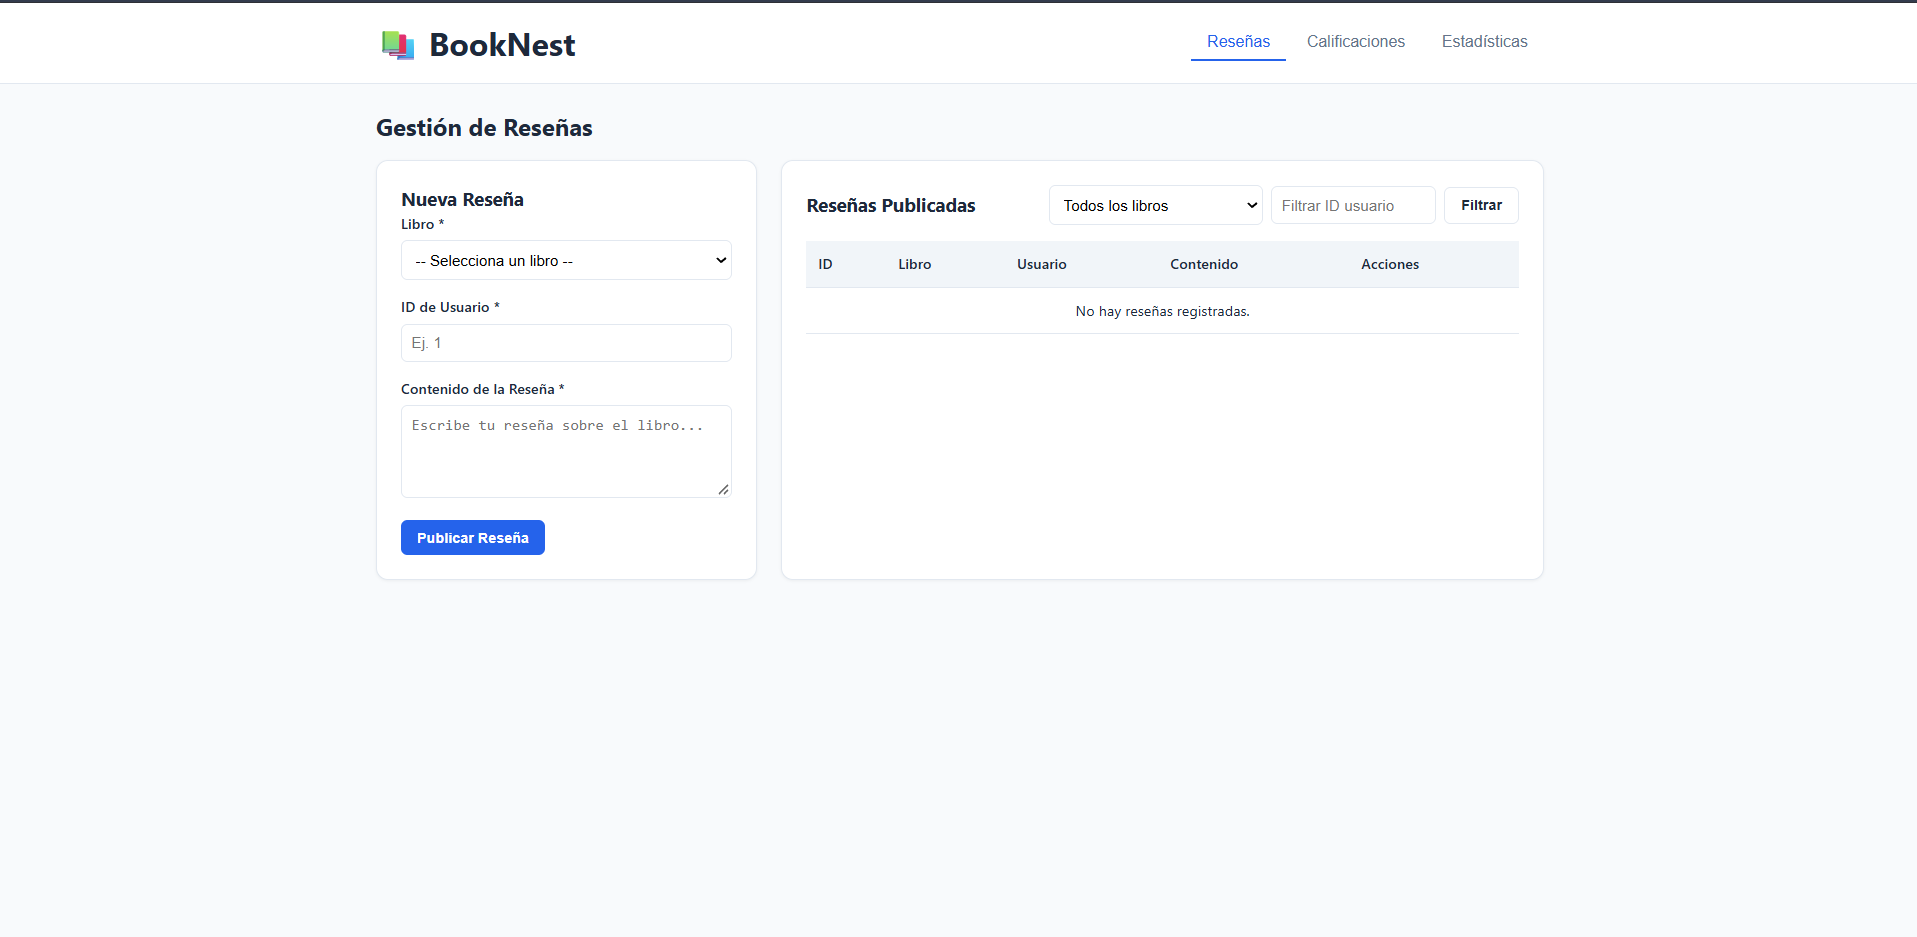 BookNest
Reseñas Calificaciones Estadísticas
Gestión de Reseñas
Nueva Reseña
Libro *
-- Selecciona un libro --
ID de Usuario *
Ej. 1
Contenido de la Reseña *
Escribe tu reseña sobre el libro...
Publicar Reseña
Reseñas Publicadas Todos los libros Filtrar ID usuario Filtrar
ID Libro Usuario Contenido Acciones
No hay reseñas registradas.